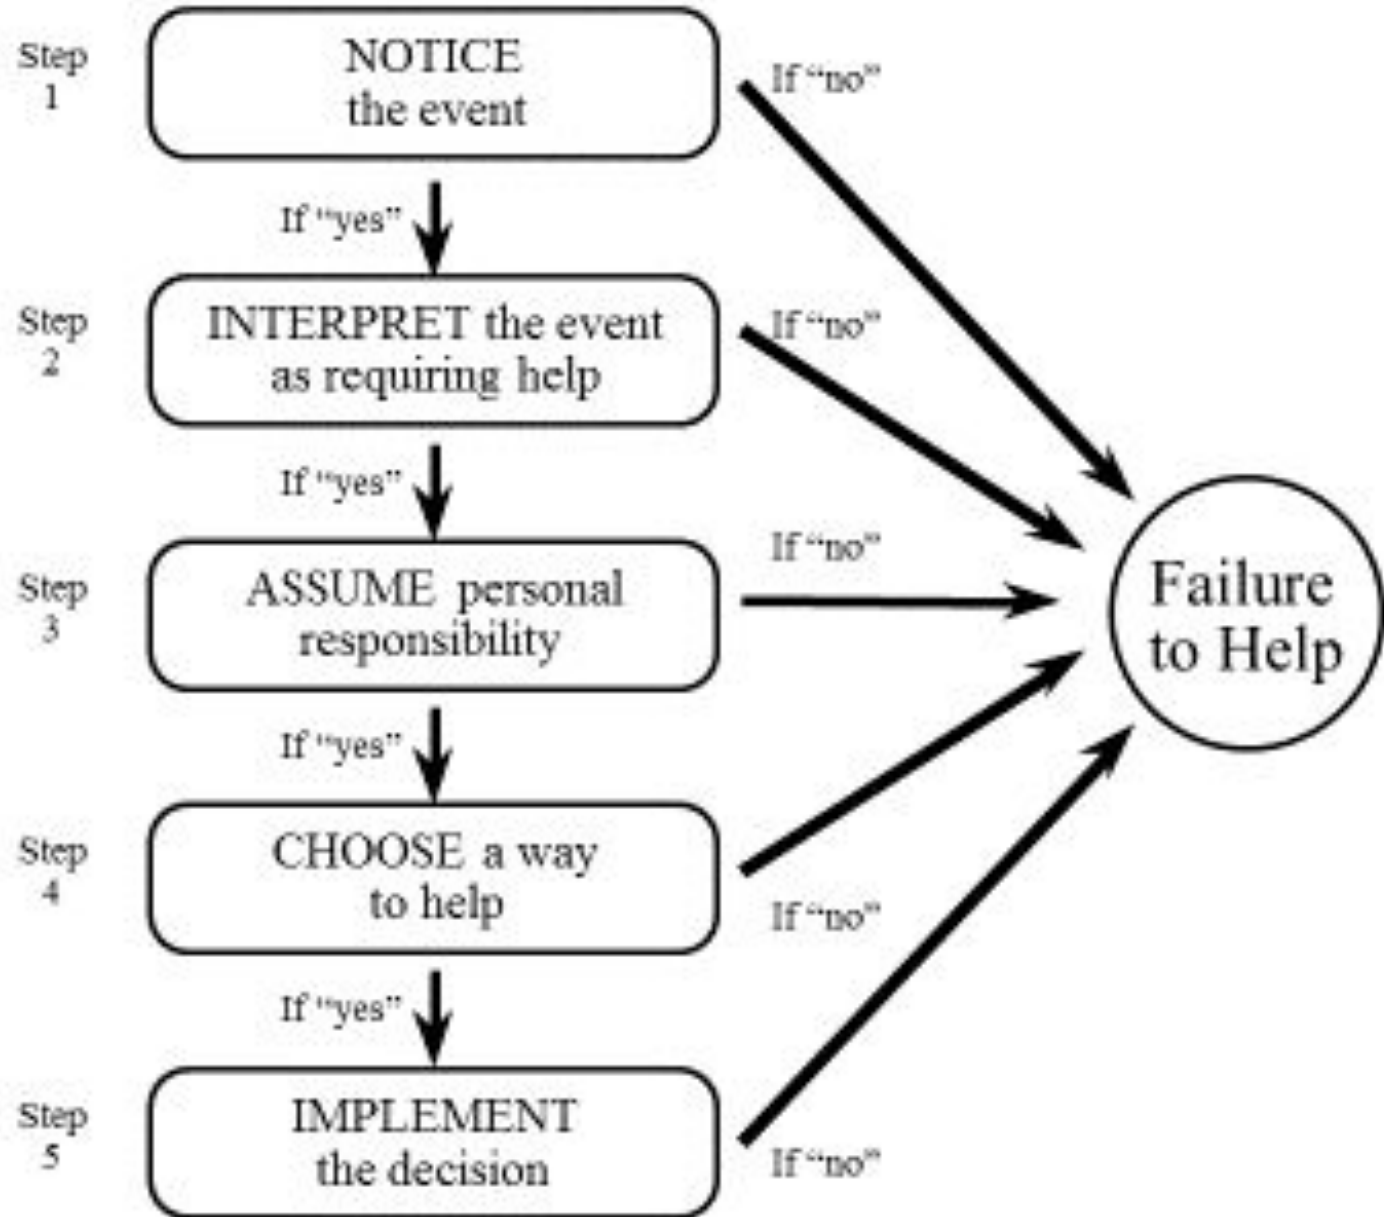 Step
1
NOTICE
the event
If “no”
If “yes”
Step
2
INTERPRET the event
as requiring help
If “no”
If “yes”
Step
3
ASSUME personal
responsibility
If “no”
Failure
to Help
If “yes”
Step
4
CHOOSE a way
to help
If “no”
If “yes”
Step
5
IMPLEMENT
the decision
If “no”